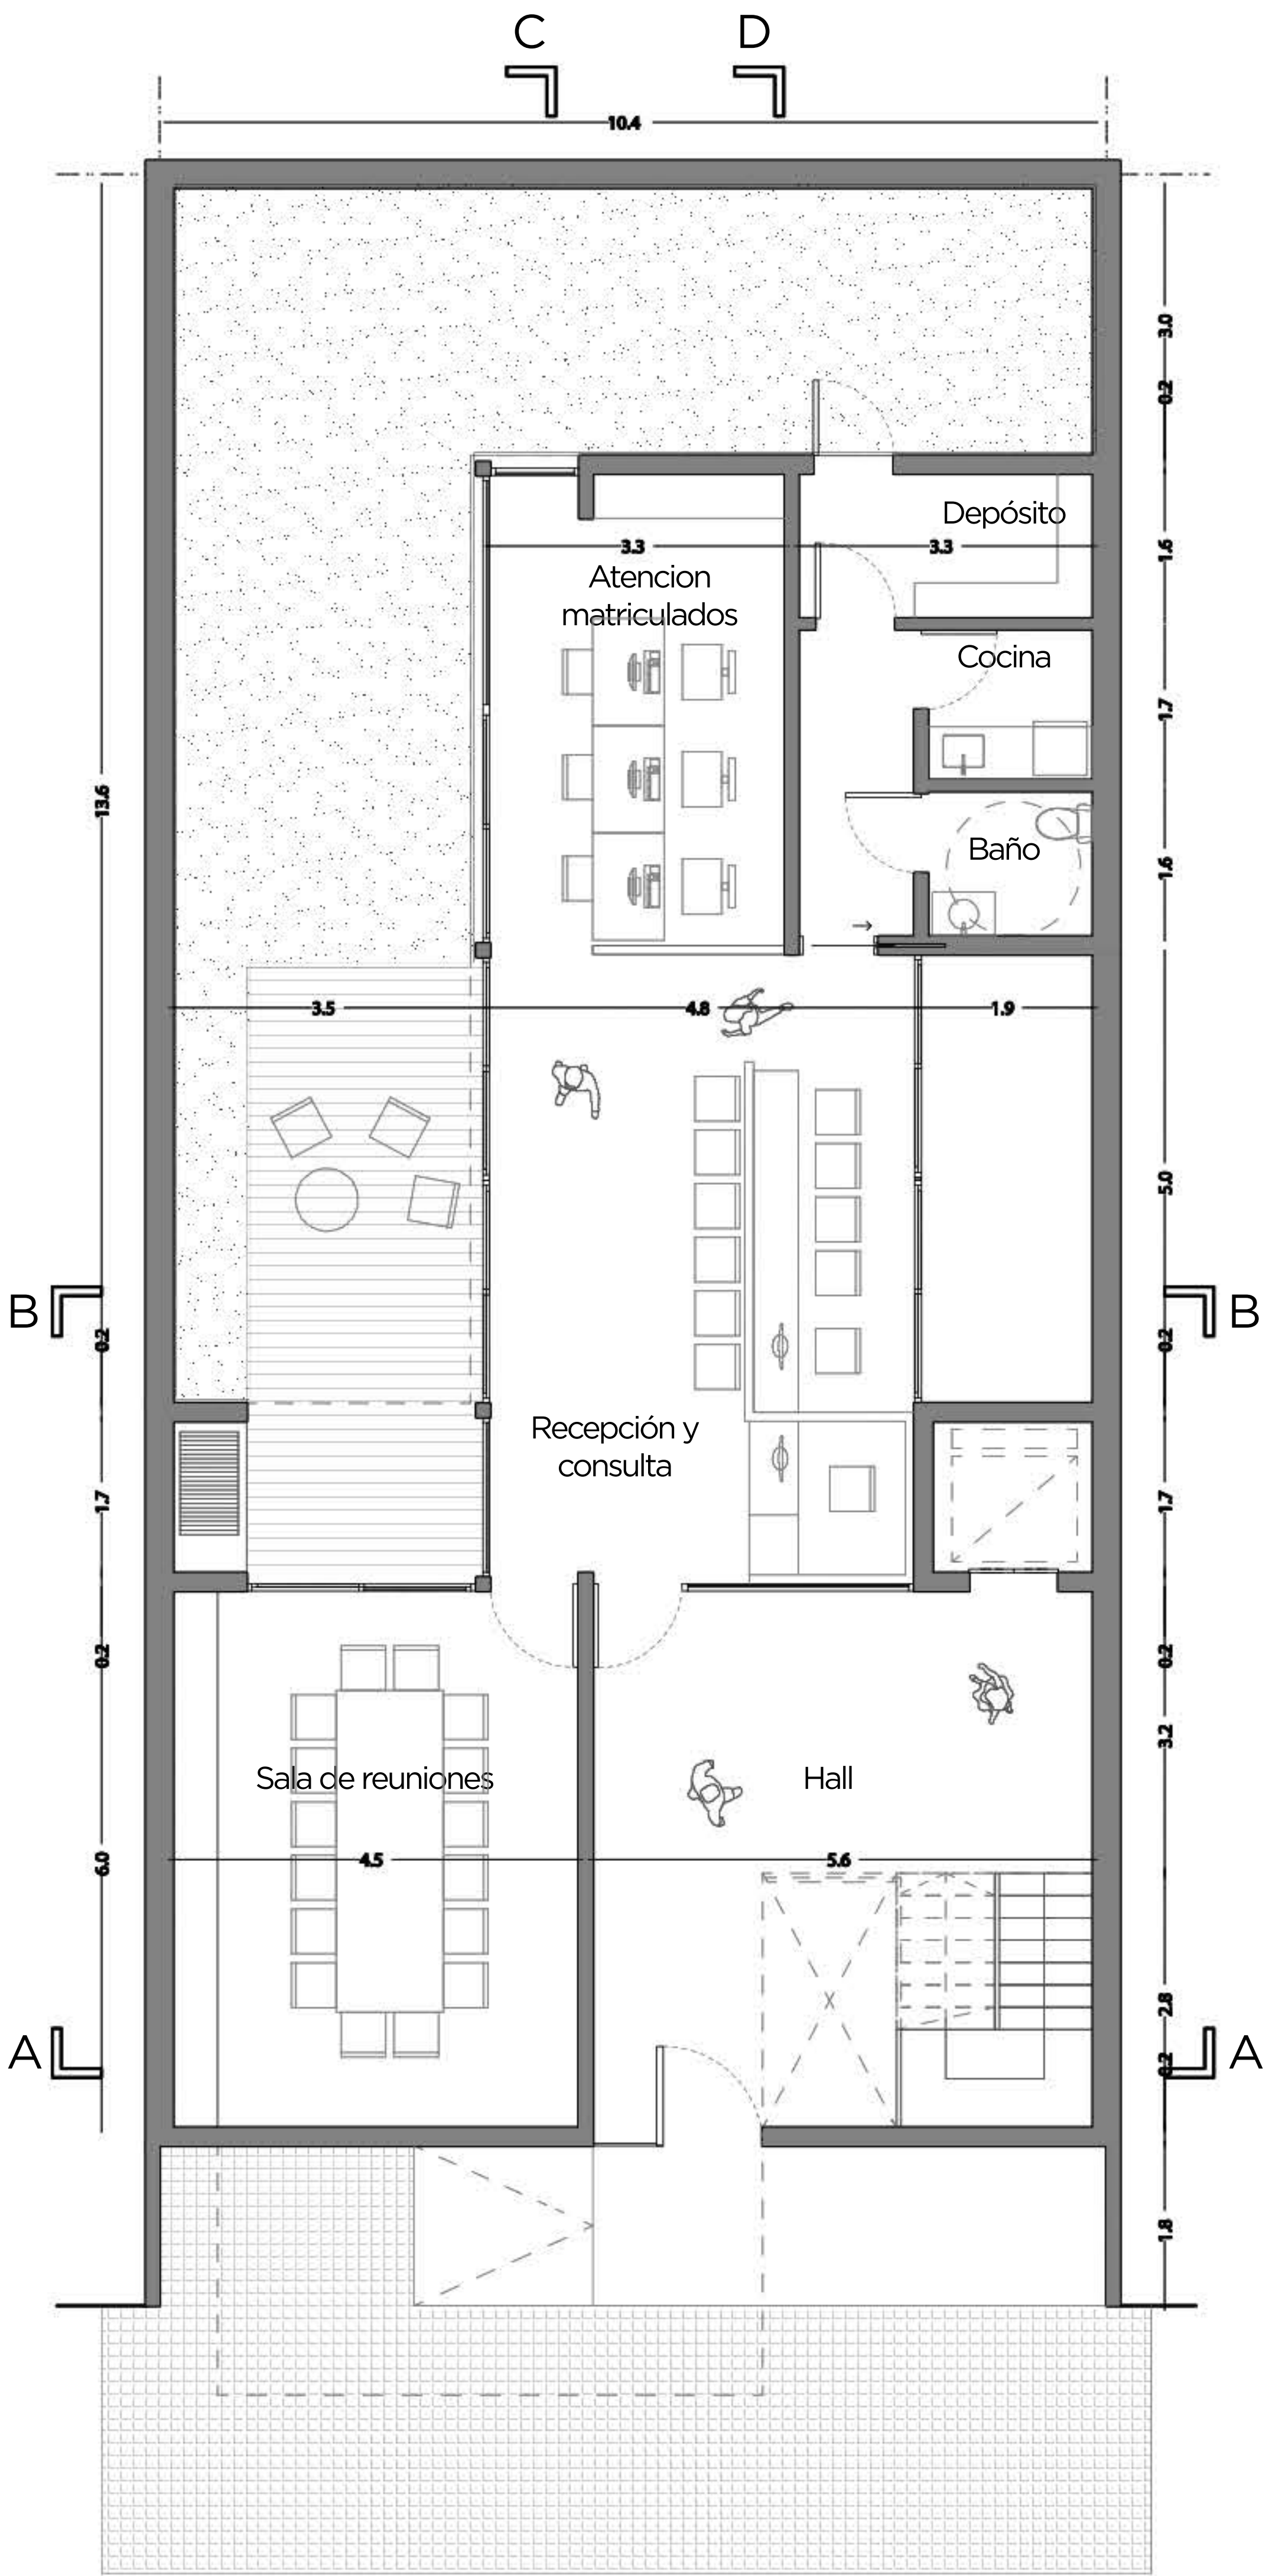 C
D
10.4
3.0
0.2
Depósito
3.3
3.3
1.6
Atencion
matriculados
Cocina
1.7
13.6
Baño
1.6
3.5
4.8
1.9
5.0
B
B
0.2
0.2
Recepción y
consulta
1.7
1.7
0.2
0.2
3.2
Sala de reuniones
Hall
6.0
4.5
5.6
2.8
A
A
0.2
1.8